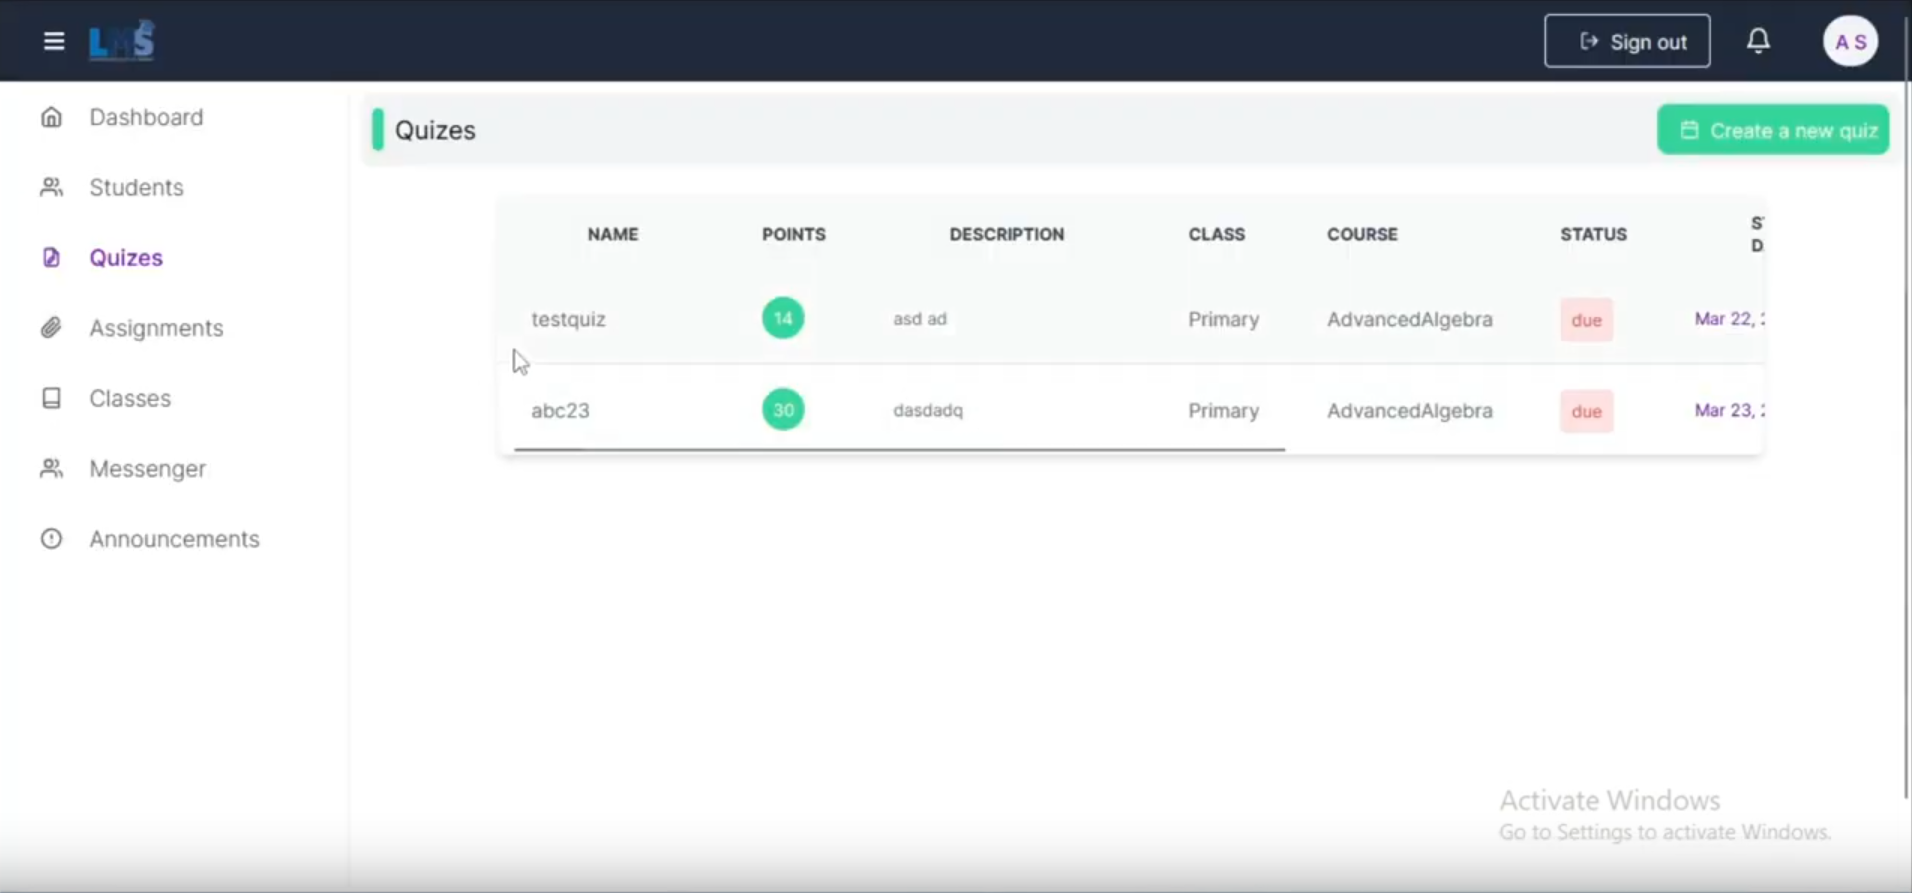 LMS
Sign out
A S
Dashboard
Students
Quizes
Assignments
Classes
Messenger
Announcements
Quizes
Create a new quiz
NAME POINTS DESCRIPTION CLASS COURSE STATUS
testquiz 14 asd ad Primary AdvancedAlgebra due Mar 22,
abc23 30 dasdadq Primary AdvancedAlgebra due Mar 23,
Activate Windows
Go to Settings to activate Windows.